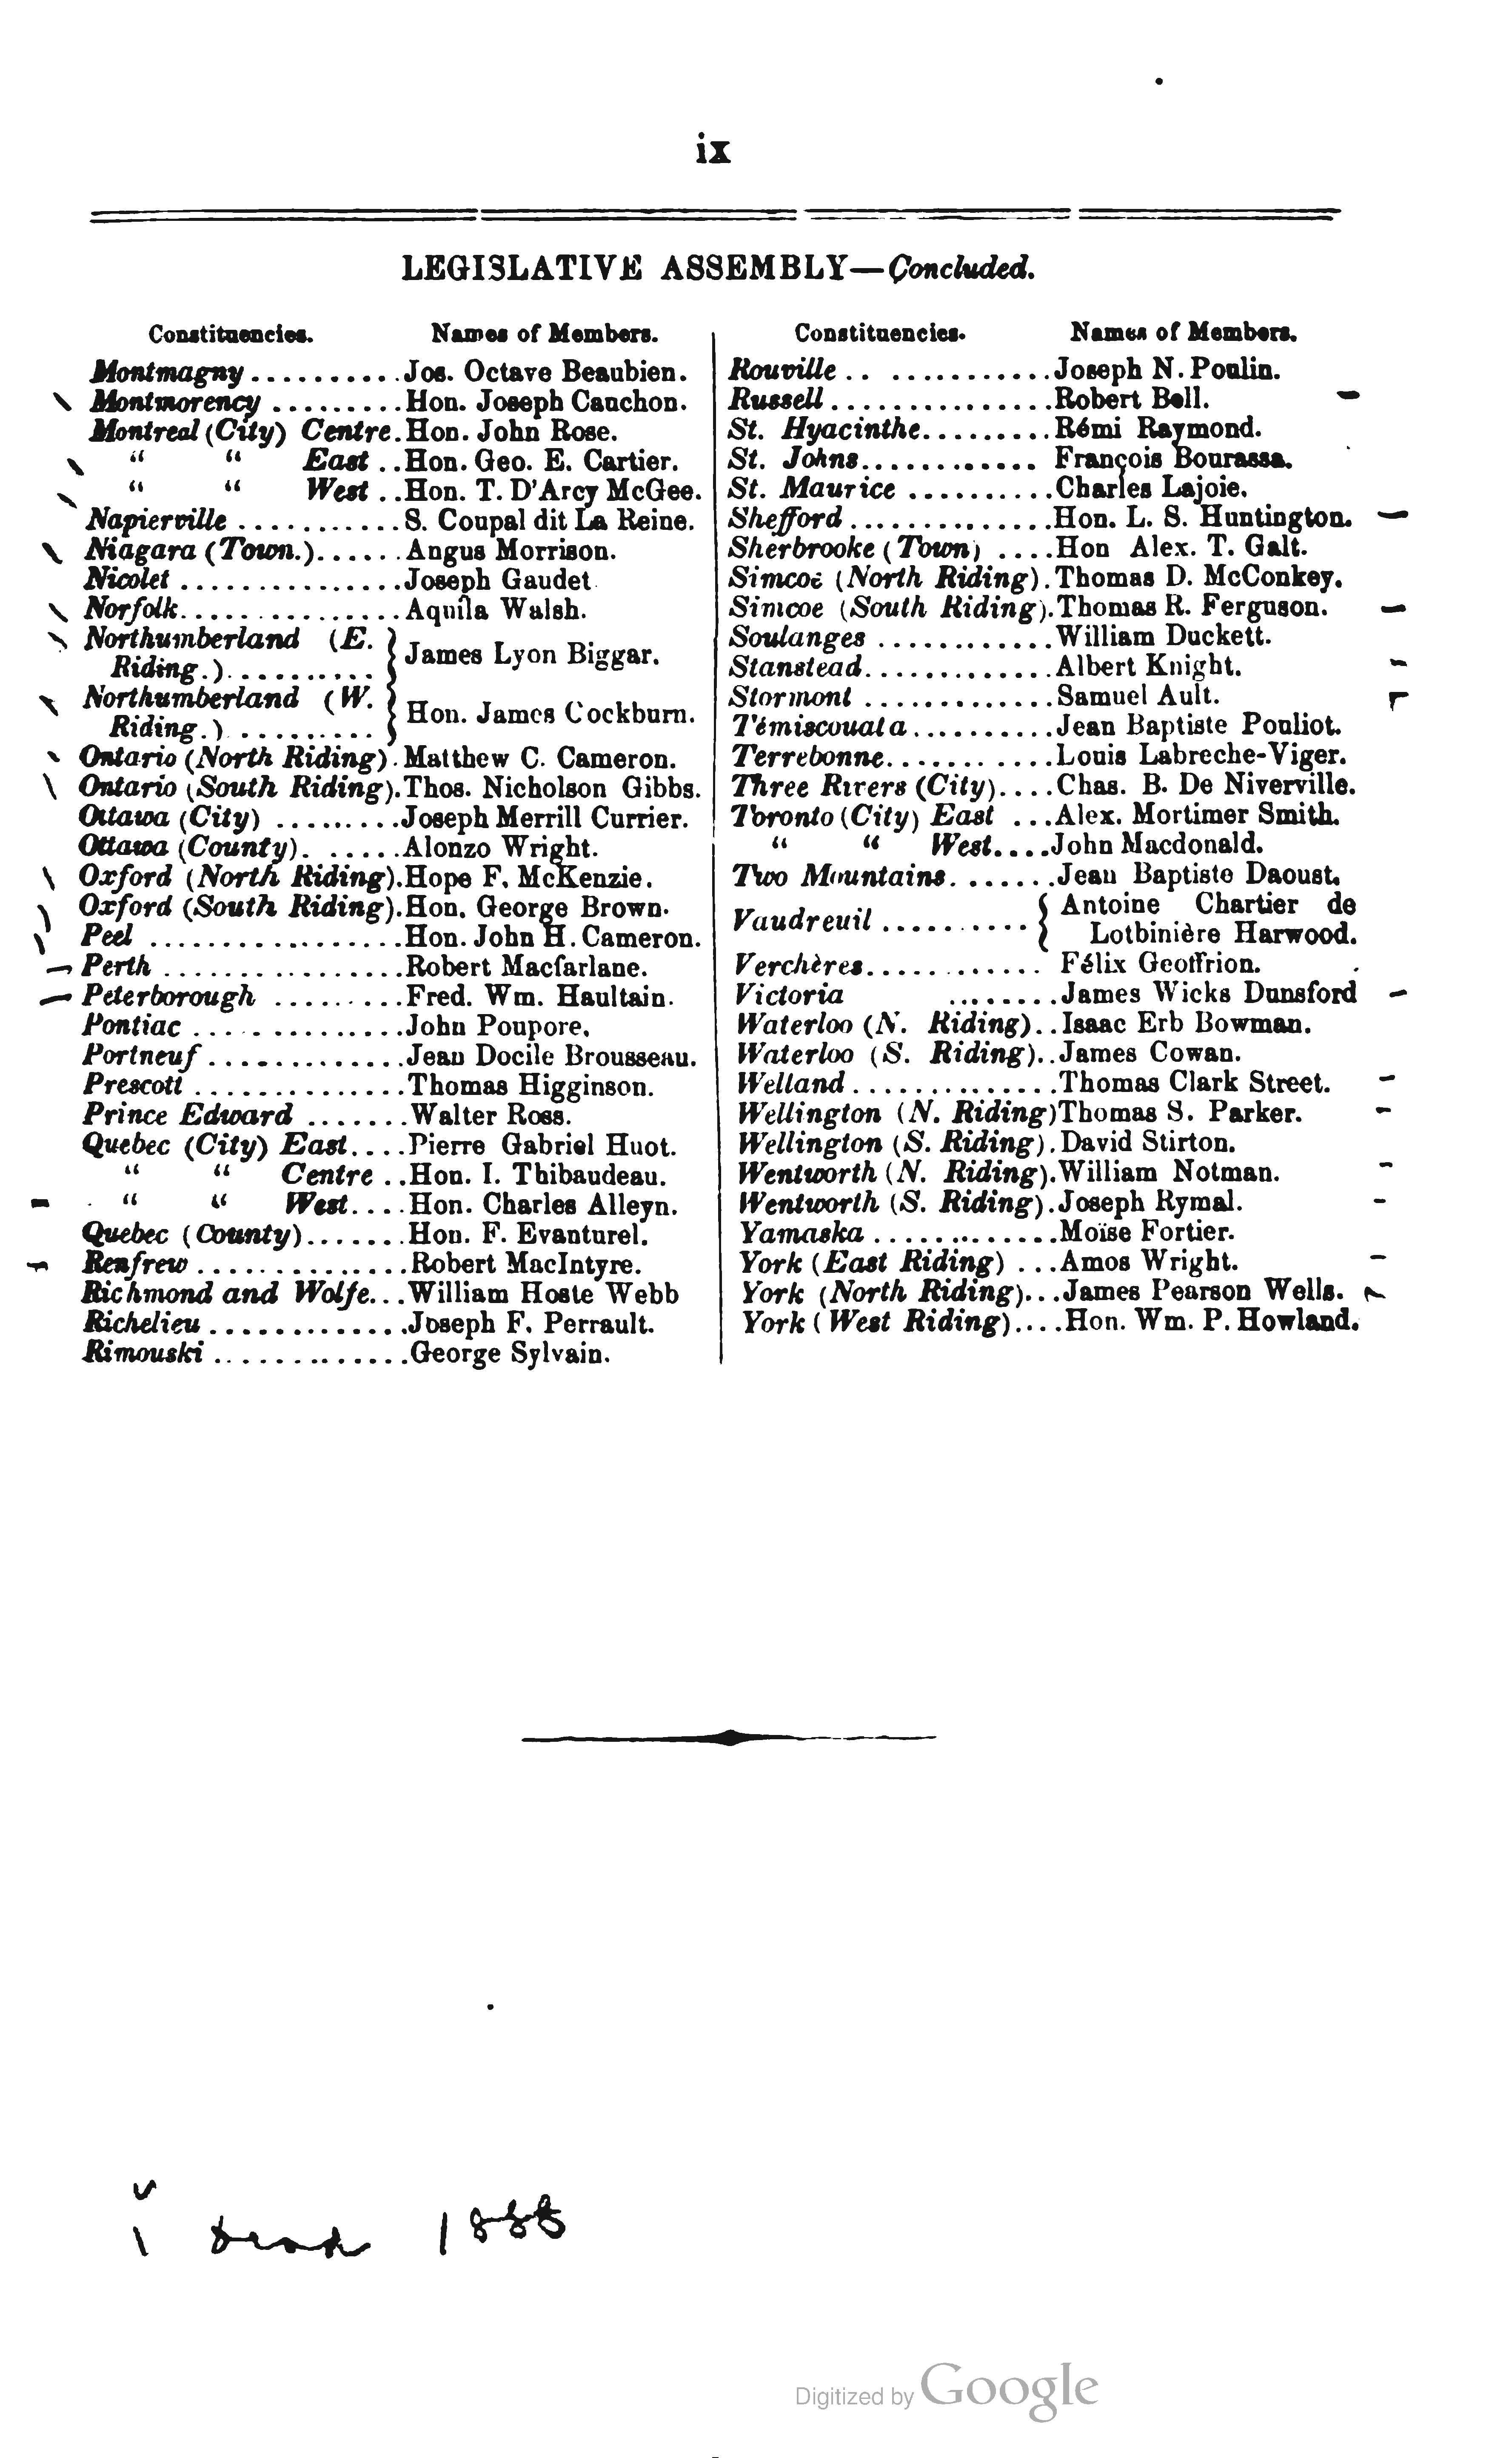 ix
LEGISLATIVE ASSEMBLY—Concluded.
Constituencies. Names of Members.
Montmagny ..........Jos. Octave Beaubien.
Montmorency .........Hon. Joseph Cauchon.
Montreal (City) Centre.Hon. John Rose.
“ “ East ..Hon. Geo. E. Cartier.
“ “ West ..Hon. T. D'Arcy McGee.
Napierville ...........S. Coupal dit La Reine.
Niagara (Town.)......Angus Morrison.
Nicolet ...............Joseph Gaudet
Norfolk...............Aquila Walsh.
Northumberland (E.
Riding.)..........} James Lyon Biggar.
Northumberland (W.
Riding.)..........} Hon. James Cockburn.
Ontario (North Riding).Matthew C. Cameron.
Ontario (South Riding).Thos. Nicholson Gibbs.
Ottawa (City) .........Joseph Merrill Currier.
Ottawa (County). .....Alonzo Wright.
Oxford (North Riding).Hope F. McKenzie.
Oxford (South Riding).Hon. George Brown.
Peel .................Hon. John H. Cameron.
Perth ................Robert Macfarlane.
Peterborough .........Fred. Wm. Haultain.
Pontiac ..............John Poupore.
Portneuf .............Jean Docile Brousseau.
Prescott ..............Thomas Higginson.
Prince Edward .......Walter Ross.
Quebec (City) East....Pierre Gabriel Huot.
“ “ Centre ..Hon. I. Thibaudeau.
“ “ West....Hon. Charles Alleyn.
Quebec (County).......Hon. F. Evanturel.
Renfrew ..............Robert MacIntyre.
Richmond and Wolfe...William Hoste Webb
Richelieu .............Joseph F. Perrault.
Rimouski .............George Sylvain.
Constituencies. Names of Members.
Rouville .. ...........Joseph N. Poulin.
Russell...............Robert Bell.
St. Hyacinthe.........Rémi Raymond.
St. Johns............ François Bourassa.
St. Maurice ..........Charles Lajoie.
Shefford ..............Hon. L. S. Huntington.
Sherbrooke (Town) ....Hon Alex. T. Galt.
Simcoe (North Riding).Thomas D. McConkey.
Simcoe (South Riding).Thomas R. Ferguson.
Soulanges ............William Duckett.
Stanstead.............Albert Knight.
Stormont .............Samuel Ault.
Témiscouata..........Jean Baptiste Pouliot.
Terrebonne............Louis Labreche-Viger.
Three Rivers (City)....Chas. B. De Niverville.
Toronto (City) East ...Alex. Mortimer Smith.
“ “ West....John Macdonald.
Two Mountains.......Jean Baptiste Daoust.
Vaudreuil ..........{ Antoine Chartier de
Lotbinière Harwood.
Verchères............ Félix Geoffrion.
Victoria ........James Wicks Dunsford
Waterloo (N. Riding)..Isaac Erb Bowman.
Waterloo (S. Riding)..James Cowan.
Welland ..............Thomas Clark Street.
Wellington (N. Riding)Thomas S. Parker.
Wellington (S. Riding).David Stirton.
Wentworth (N. Riding).William Notman.
Wentworth (S. Riding).Joseph Rymal.
Yamaska .............Moïse Fortier.
York (East Riding) ...Amos Wright.
York (North Riding)...James Pearson Wells.
York (West Riding)....Hon. Wm. P. Howland.
dead 1888
Digitized by Google